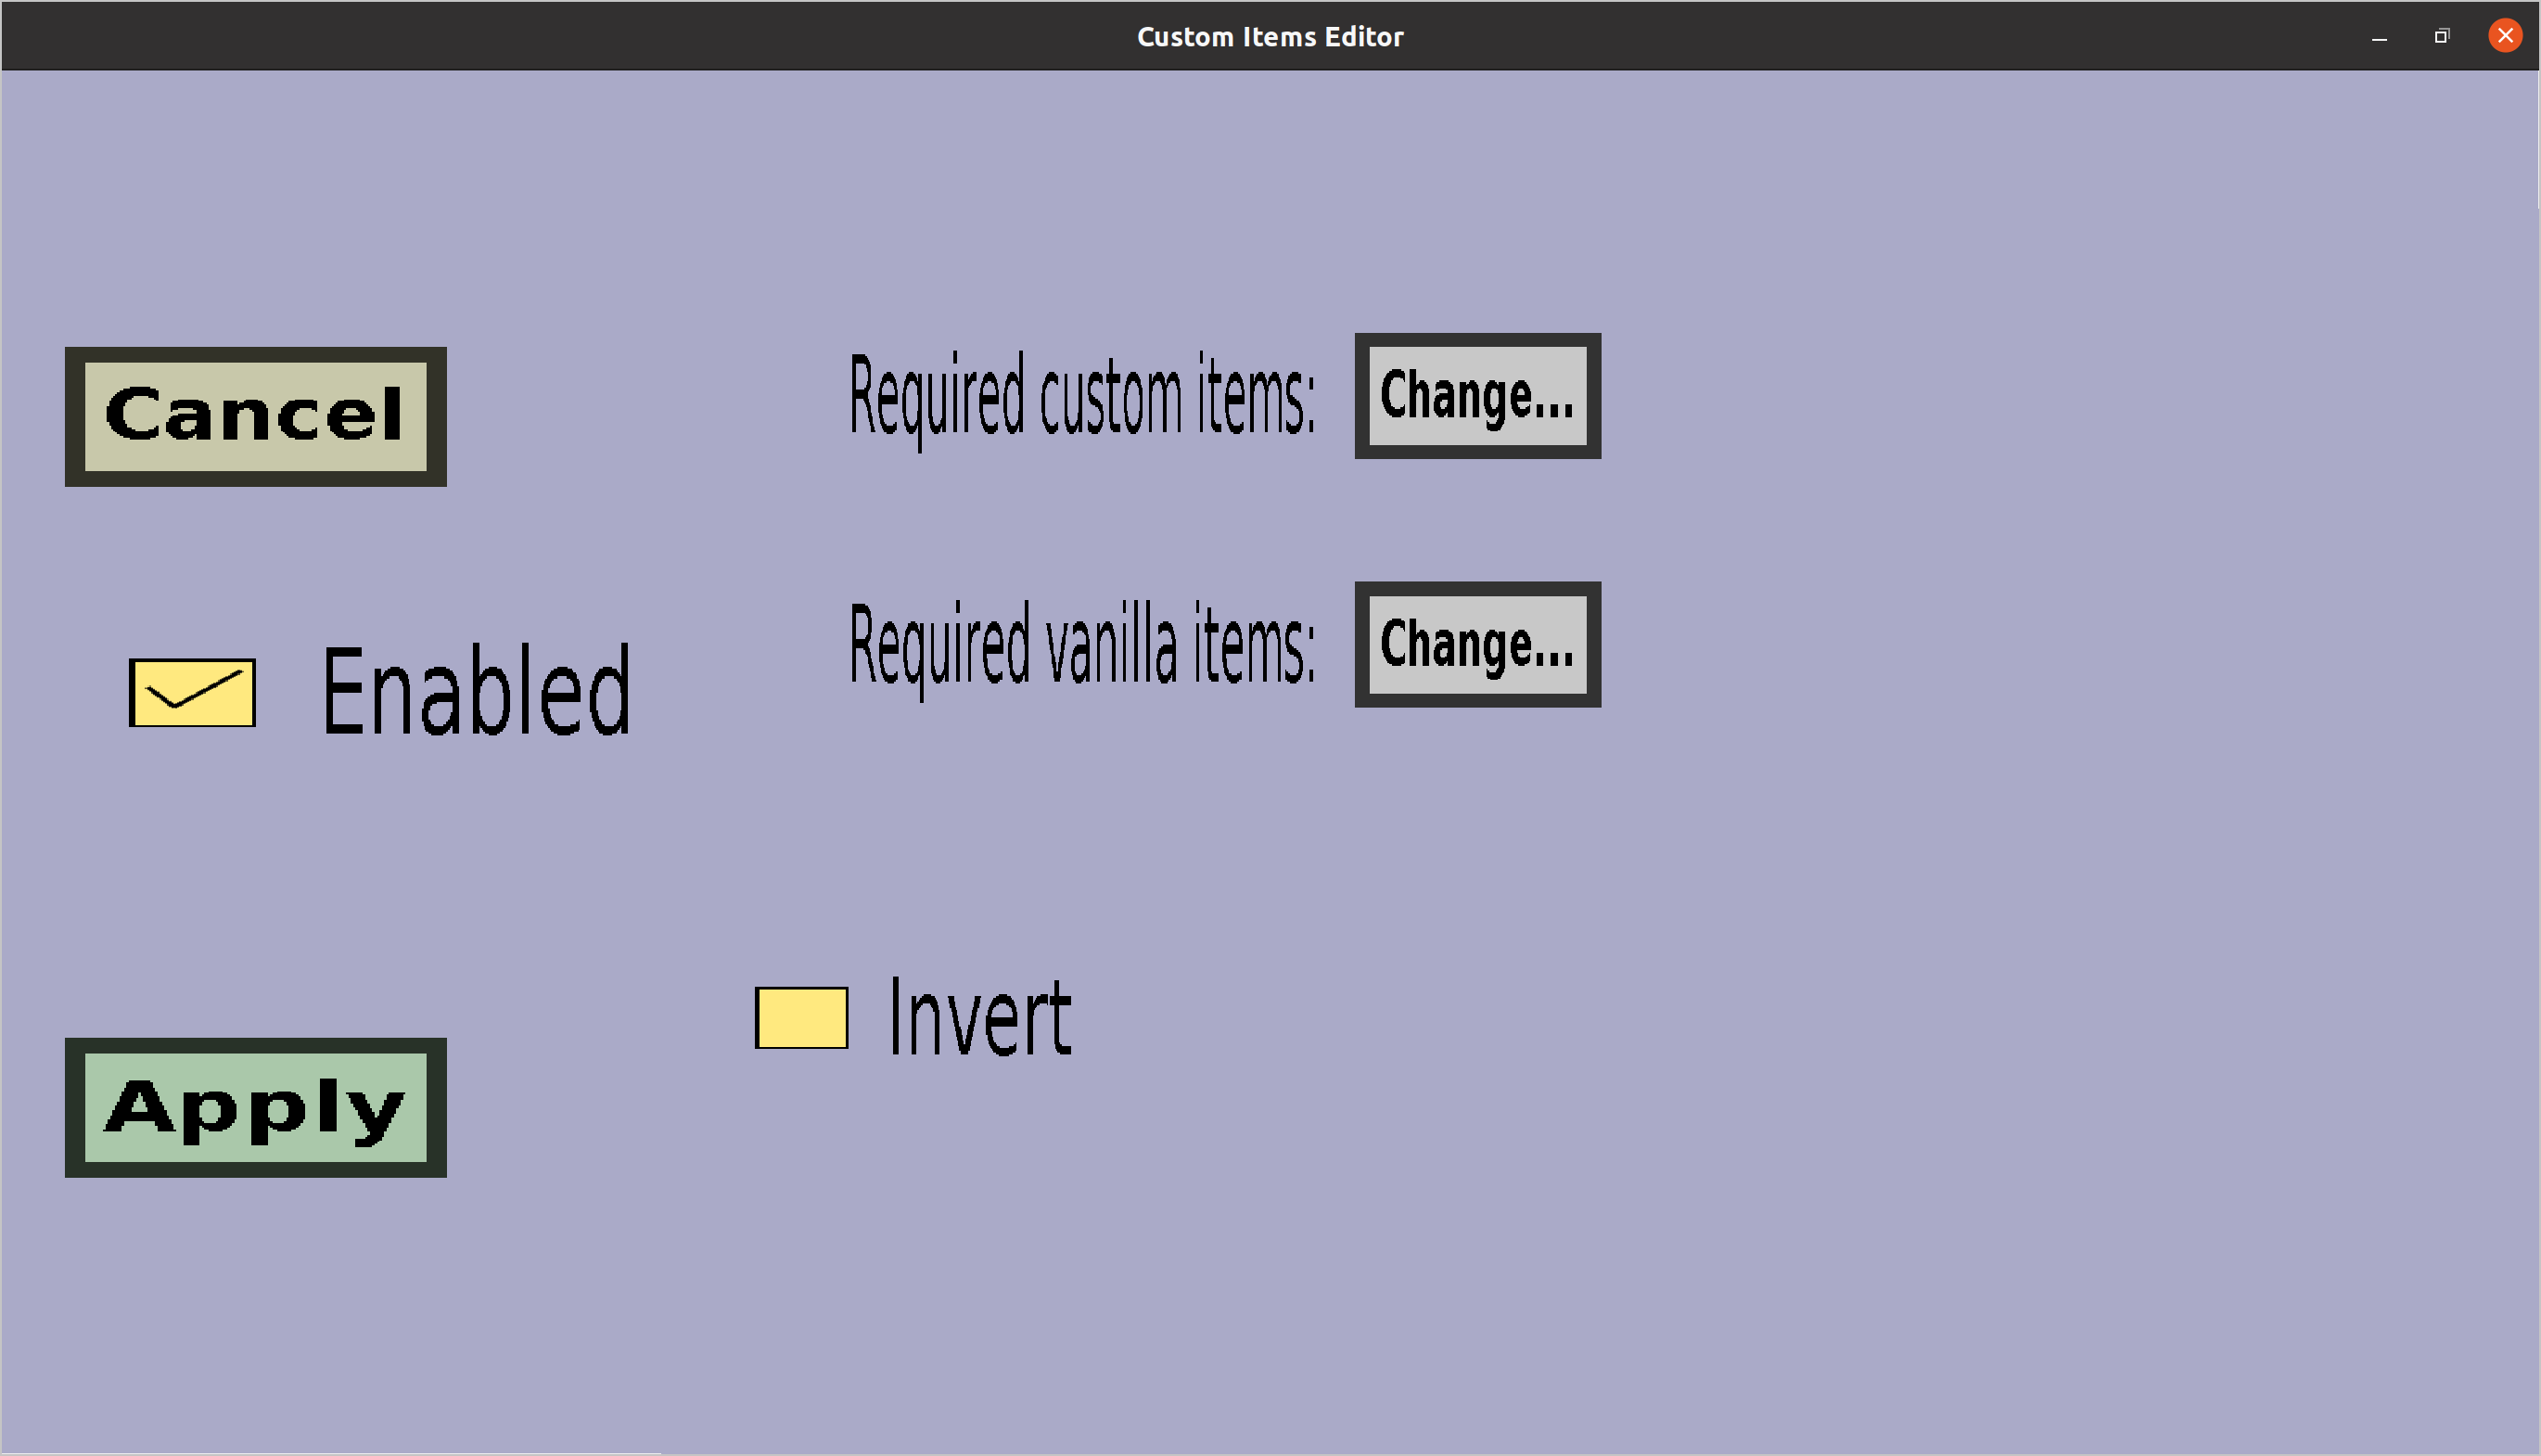 Custom Items Editor
Cancel
Required custom items: Change...
Enabled
Required vanilla items: Change...
Invert
Apply